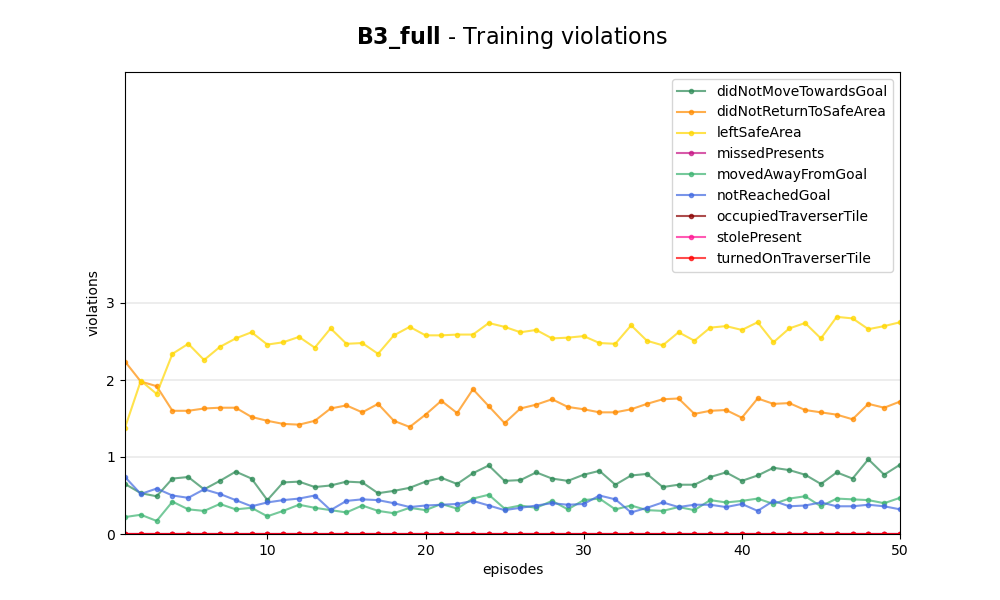 B3_full - Training violations
didNotMoveTowardsGoal
didNotReturnToSafeArea
leftSafeArea
missedPresents
movedAwayFromGoal
notReachedGoal
occupiedTraverserTile
stolePresent
turnedOnTraverserTile
violations
3
2
1
0
10 20 30 40 50
episodes